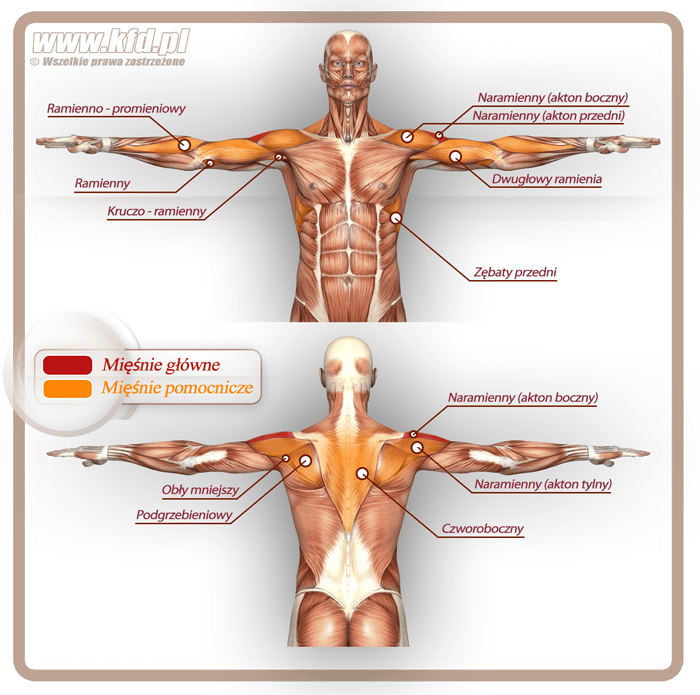 www.kfd.pl
© Wszelkie prawa zastrzeżone
Ramienno - promieniowy
Naramienny (akton boczny)
Naramienny (akton przedni)
Ramienny
Dwugłowy ramienia
Kruczo - ramienny
Zębaty przedni
Mięśnie główne
Mięśnie pomocnicze
Naramienny (akton boczny)
Obły mniejszy
Naramienny (akton tylny)
Podgrzebieniowy
Czworoboczny